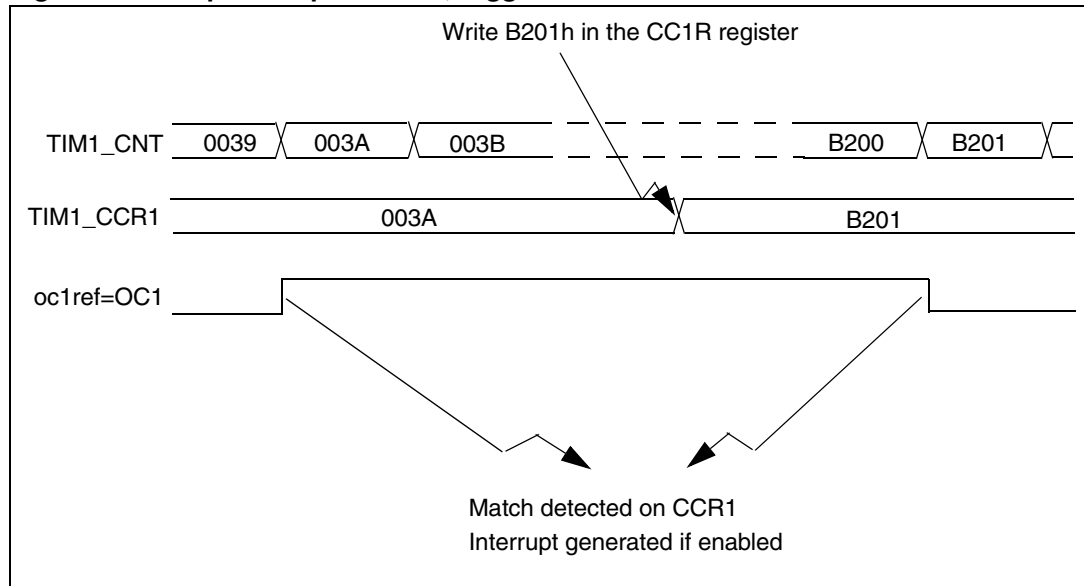 Write B201h in the CC1R register
TIM1_CNT 0039 003A 003B B200 B201
TIM1_CCR1 003A B201
oc1ref=OC1
Match detected on CCR1
Interrupt generated if enabled